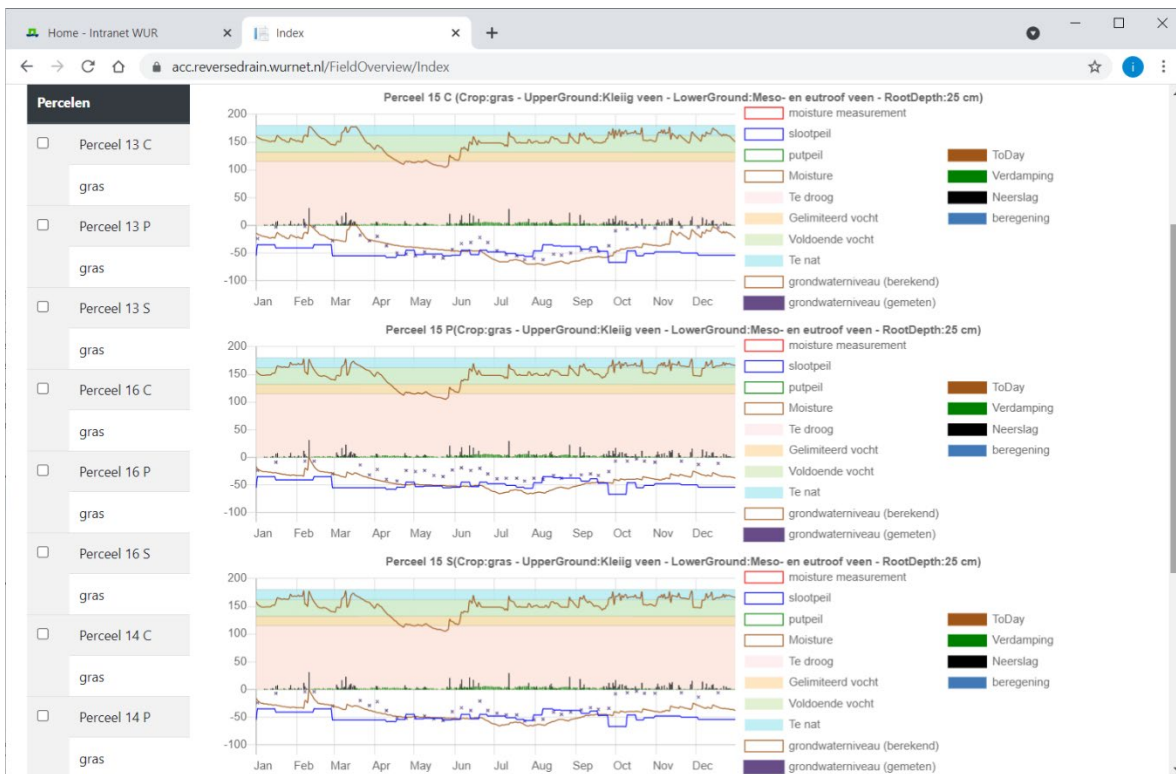 Home - Intranet WUR
Index
acc.reversedrain.wurnet.nl/FieldOverview/Index
i
Percelen
Perceel 13 C
gras
Perceel 13 P
gras
Perceel 13 S
gras
Perceel 16 C
gras
Perceel 16 P
gras
Perceel 16 S
gras
Perceel 14 C
gras
Perceel 14 P
gras
Perceel 15 C (Crop:gras - UpperGround:Kleiig veen - LowerGround:Meso- en eutroof veen - RootDepth:25 cm)
200
150
100
50
0
-50
-100
Jan Feb Mar Apr May Jun Jul Aug Sep Oct Nov Dec
moisture measurement
slootpeil
putpeil
Moisture
Te droog
Gelimiteerd vocht
Voldoende vocht
Te nat
grondwaterniveau (berekend)
grondwaterniveau (gemeten)
ToDay
Verdamping
Neerslag
beregening
Perceel 15 P(Crop:gras - UpperGround:Kleiig veen - LowerGround:Meso- en eutroof veen - RootDepth:25 cm)
200
150
100
50
0
-50
-100
Jan Feb Mar Apr May Jun Jul Aug Sep Oct Nov Dec
moisture measurement
slootpeil
putpeil
Moisture
Te droog
Gelimiteerd vocht
Voldoende vocht
Te nat
grondwaterniveau (berekend)
grondwaterniveau (gemeten)
ToDay
Verdamping
Neerslag
beregening
Perceel 15 S(Crop:gras - UpperGround:Kleiig veen - LowerGround:Meso- en eutroof veen - RootDepth:25 cm)
200
150
100
50
0
-50
-100
Jan Feb Mar Apr May Jun Jul Aug Sep Oct Nov Dec
moisture measurement
slootpeil
putpeil
Moisture
Te droog
Gelimiteerd vocht
Voldoende vocht
Te nat
grondwaterniveau (berekend)
grondwaterniveau (gemeten)
ToDay
Verdamping
Neerslag
beregening